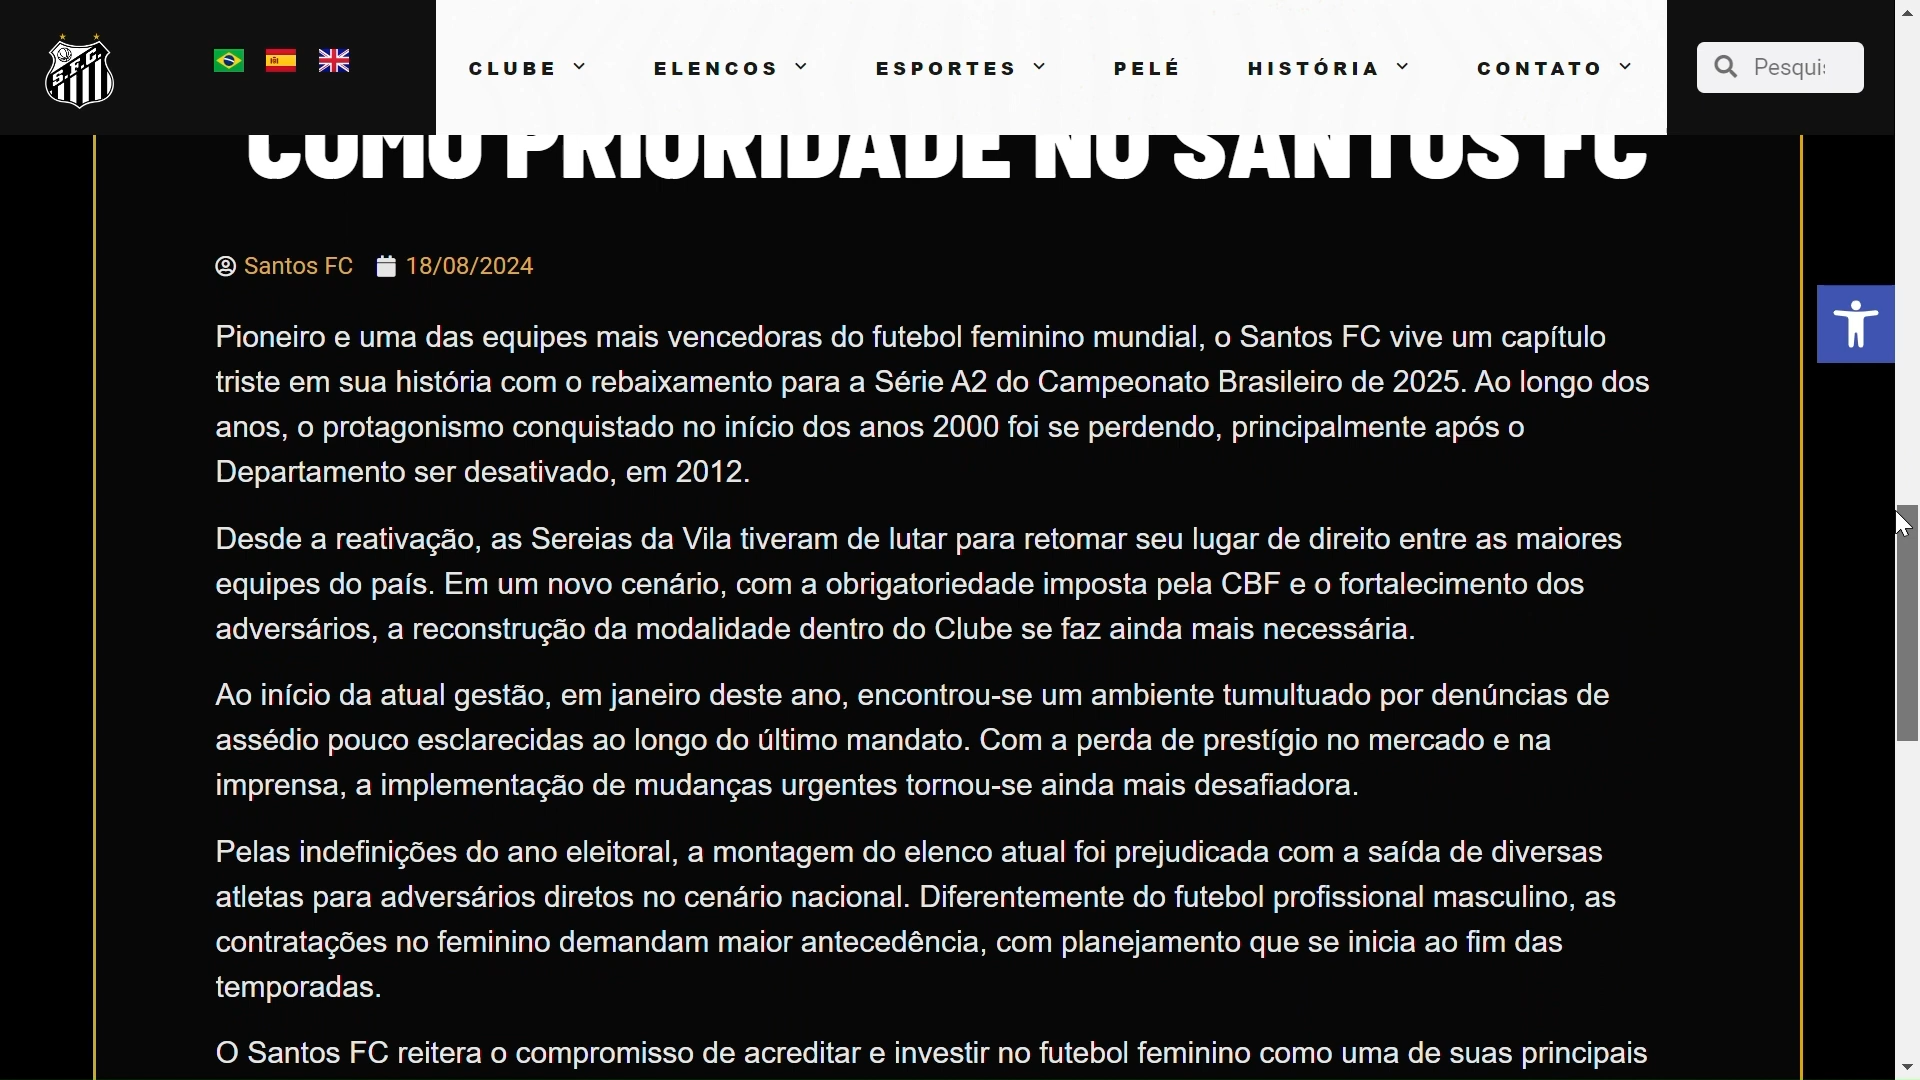 S.F.C.
CLUBE
ELENCOS
ESPORTES
PELÉ
HISTÓRIA
CONTATO
Pesqui
COMO PRIORIDADE NO SANTOS FC
Santos FC 18/08/2024
Pioneiro e uma das equipes mais vencedoras do futebol feminino mundial, o Santos FC vive um capítulo
triste em sua história com o rebaixamento para a Série A2 do Campeonato Brasileiro de 2025. Ao longo dos
anos, o protagonismo conquistado no início dos anos 2000 foi se perdendo, principalmente após o
Departamento ser desativado, em 2012.
Desde a reativação, as Sereias da Vila tiveram de lutar para retomar seu lugar de direito entre as maiores
equipes do país. Em um novo cenário, com a obrigatoriedade imposta pela CBF e o fortalecimento dos
adversários, a reconstrução da modalidade dentro do Clube se faz ainda mais necessária.
Ao início da atual gestão, em janeiro deste ano, encontrou-se um ambiente tumultuado por denúncias de
assédio pouco esclarecidas ao longo do último mandato. Com a perda de prestígio no mercado e na
imprensa, a implementação de mudanças urgentes tornou-se ainda mais desafiadora.
Pelas indefinições do ano eleitoral, a montagem do elenco atual foi prejudicada com a saída de diversas
atletas para adversários diretos no cenário nacional. Diferentemente do futebol profissional masculino, as
contratações no feminino demandam maior antecedência, com planejamento que se inicia ao fim das
temporadas.
O Santos FC reitera o compromisso de acreditar e investir no futebol feminino como uma de suas principais